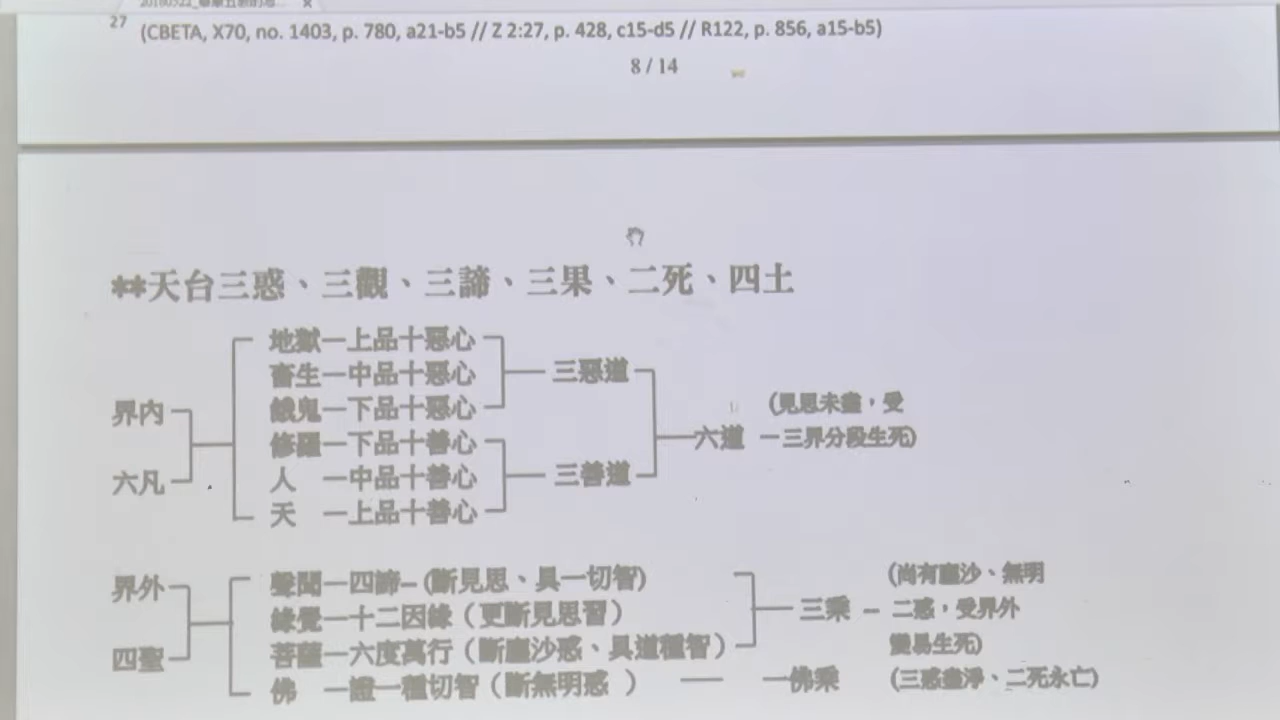 27 (CBETA, X70, no. 1403, p. 780, a21-b5 // Z 2:27, p. 428, c15-d5 // R122, p. 856, a15-b5)
8 / 14
**天台三惑、三觀、三諦、三果、二死、四土
地獄—上品十惡心
畜生—中品十惡心
三惡道
餓鬼—下品十惡心
界內
(見思未盡,受
修羅—下品十善心
六道 —三界分段生死)
人 —中品十善心
三善道
六凡
天 —上品十善心
界外
聲聞—四諦–(斷見思、具一切智)
(尚有塵沙、無明
緣覺—十二因緣(更斷見思習)
三乘 – 二惑,受界外
四聖
菩薩—六度萬行(斷塵沙惑、具道種智)
變易生死)
佛 —證一種切智(斷無明惑 ) — —佛乘 (三惑盡淨、二死永亡)